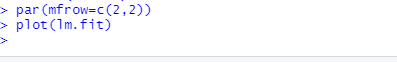 > par(mfrow=c(2,2))
> plot(lm.fit)
>